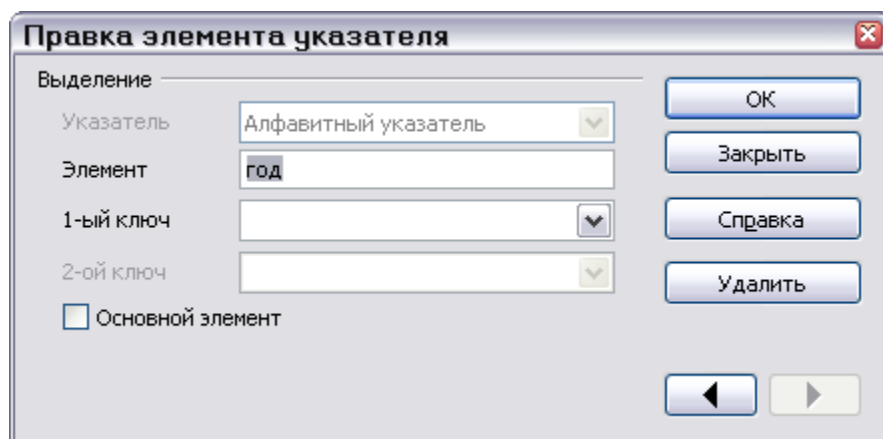 Правка элемента указателя
Выделение
Указатель
Алфавитный указатель
Элемент
год
1-ый ключ
2-ой ключ
Основной элемент
ОК
Закрыть
Справка
Удалить